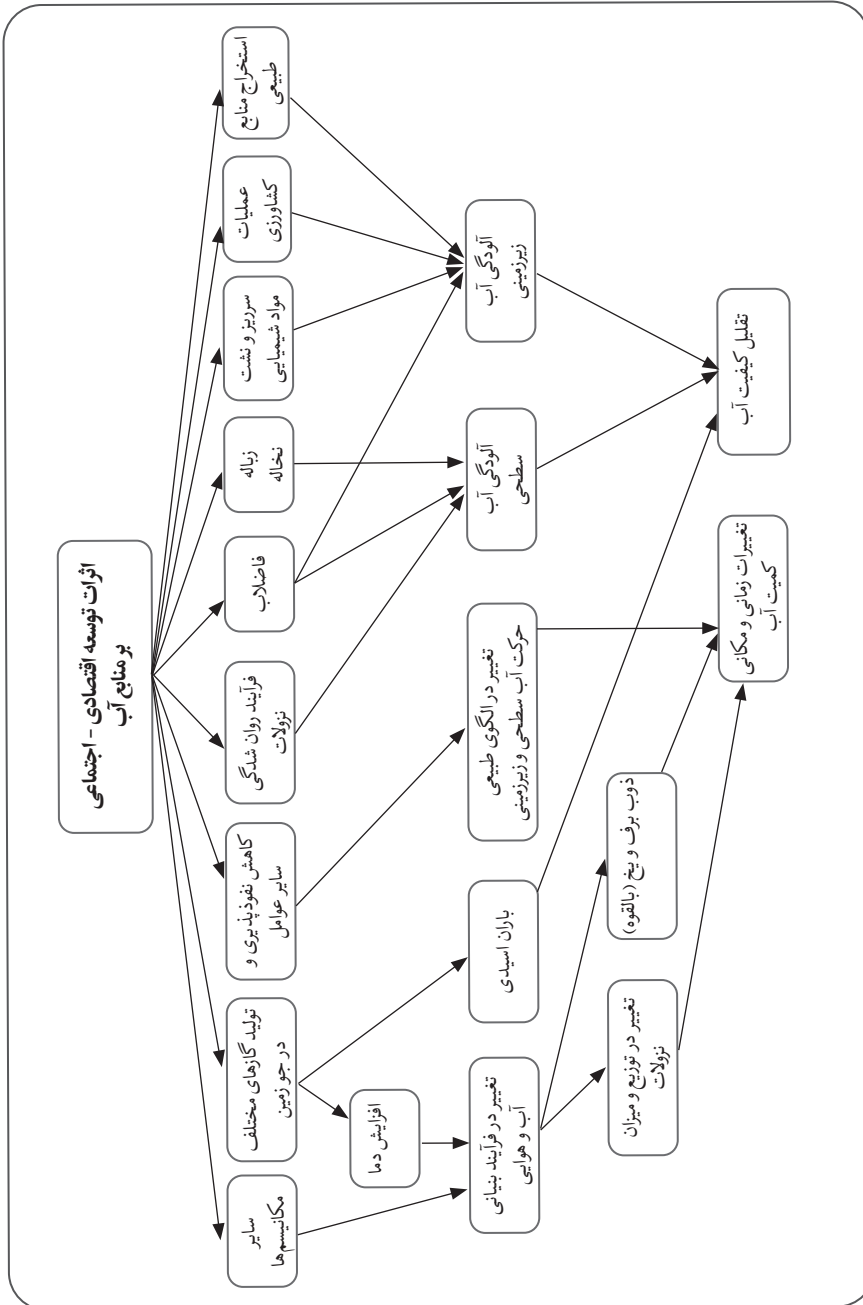 اثرات توسعه اقتصادی - اجتماعی
بر منابع آب
استخراج منابع
طبیعی
عملیات
کشاورزی
سرریز و نشت
مواد شیمیایی
زباله
نخاله
فاضلاب
فرآیند روان شدگی
نزولات
کاهش نفوذپذیری و
سایر عوامل
تولید گازهای مختلف
در جو زمین
سایر
مکانیسم‌ها
افزایش دما
آلودگی آب
زیرزمینی
آلودگی آب
سطحی
تغییر در الگوی طبیعی
حرکت آب سطحی و زیرزمینی
باران اسیدی
تغییر در فرآیند بنیانی
آب و هوایی
ذوب برف و یخ (بالقوه)
تغییر در توزیع و میزان
نزولات
تقلیل کیفیت آب
تغییرات زمانی و مکانی
کمیت آب